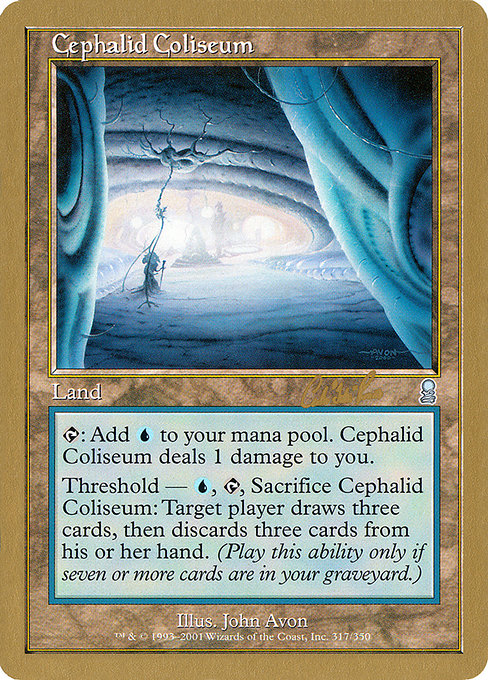 Cephalid Coliseum
AVON
2000
Land
: Add to your mana pool. Cephalid
Coliseum deals 1 damage to you.
Threshold — , , Sacrifice Cephalid
Coliseum: Target player draws three
cards, then discards three cards from
his or her hand. (Play this ability only if
seven or more cards are in your graveyard.)
Illus. John Avon
™ & © 1993–2001 Wizards of the Coast, Inc. 317/350